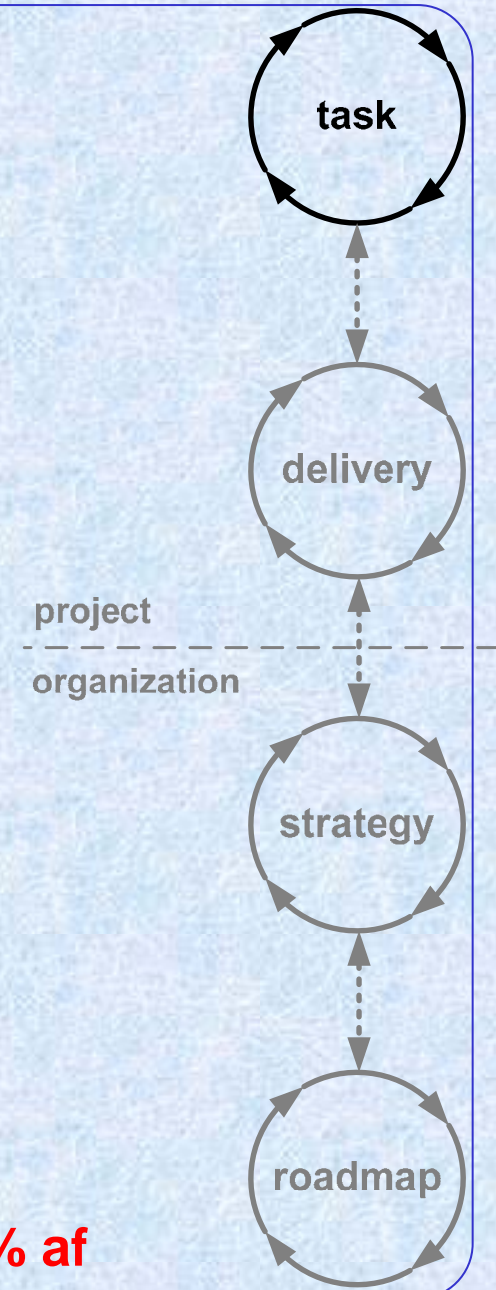 task
delivery
project
organization
strategy
roadmap
% af